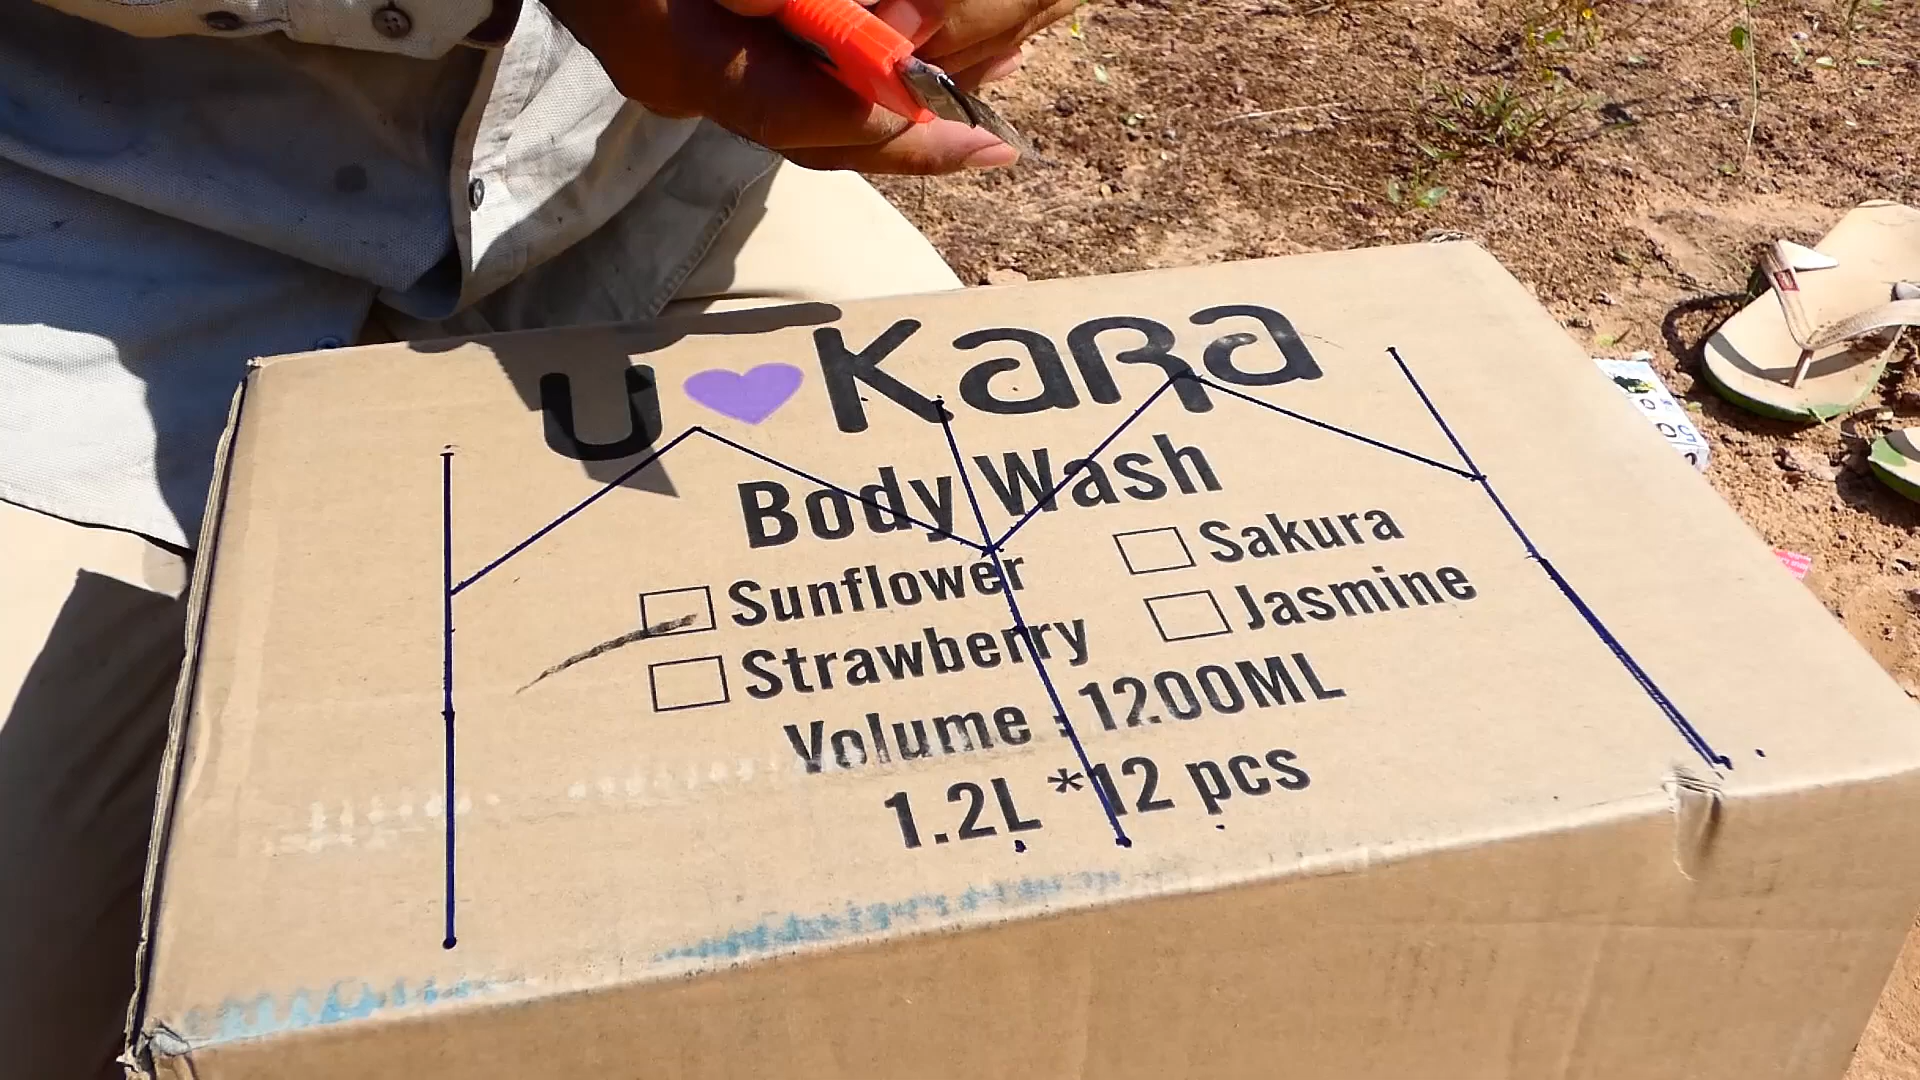 U💜Kara
Body Wash
Sunflower
Sakura
Strawberry
Jasmine
Volume : 1200ML
1.2L *12 pcs